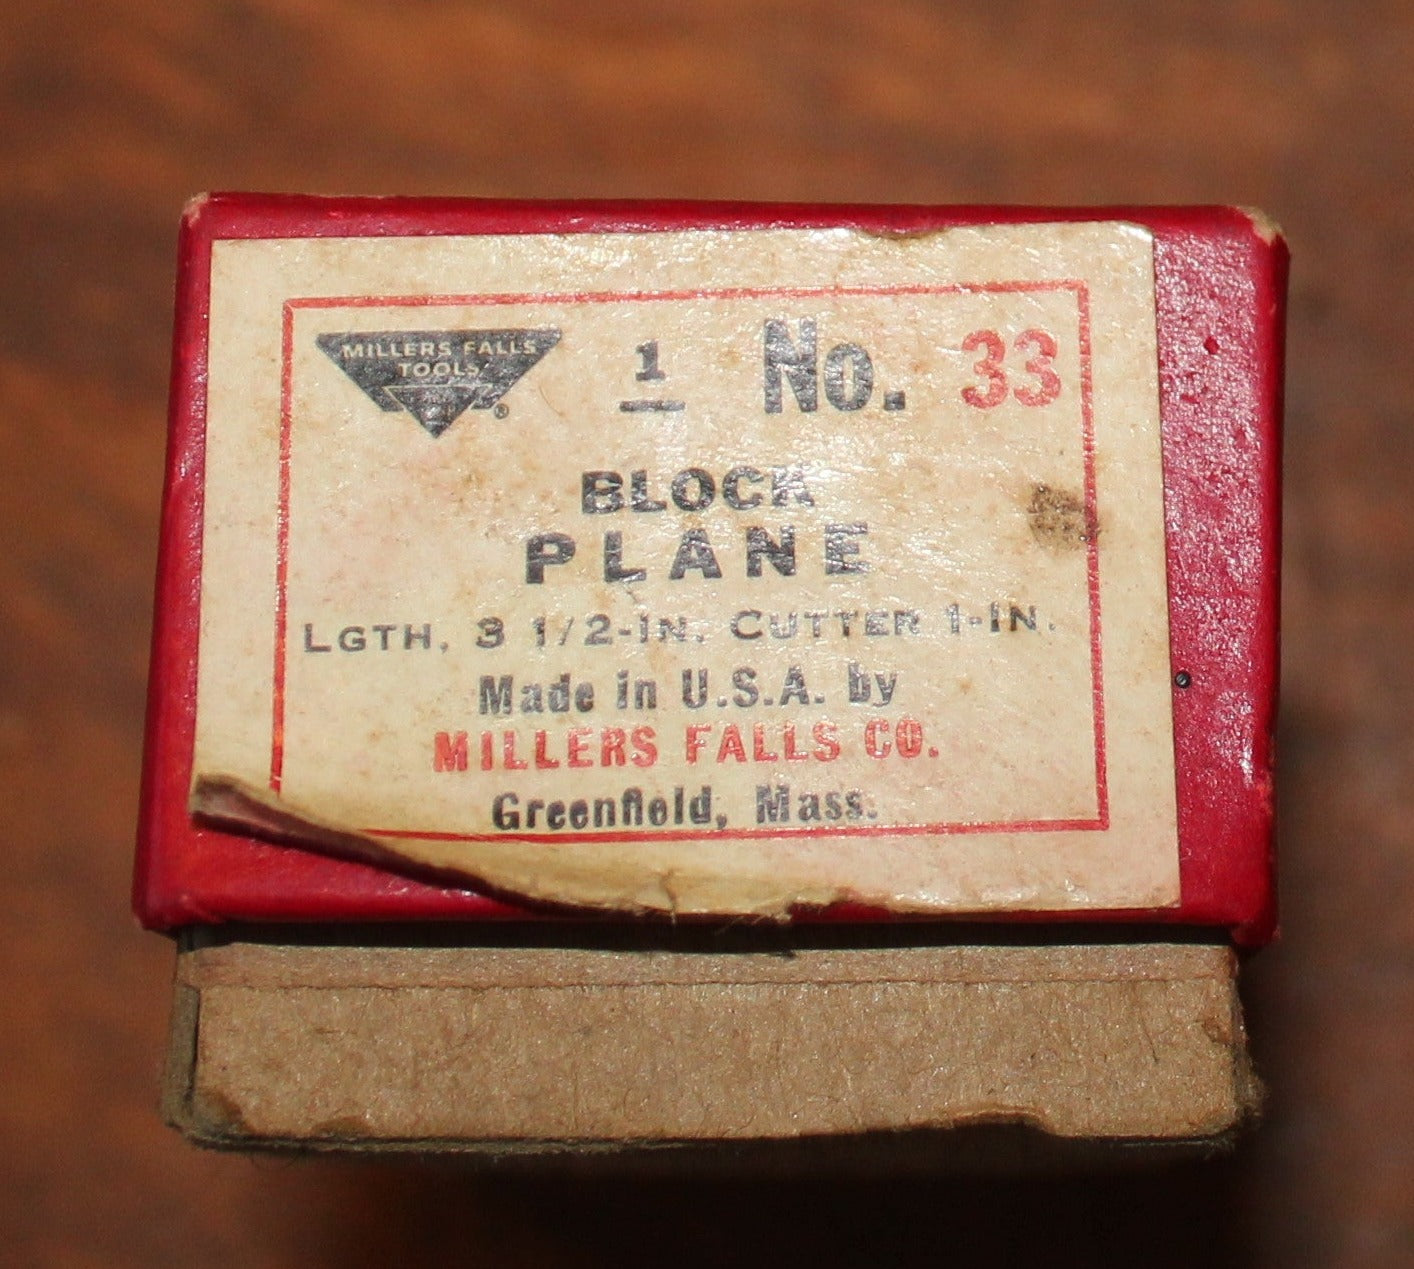 MILLERS FALLS
TOOLS
®
1 No. 33
BLOCK
PLANE
LGTH. 3 1/2-IN. CUTTER 1-IN.
Made in U.S.A. by
MILLERS FALLS CO.
Greenfield, Mass.